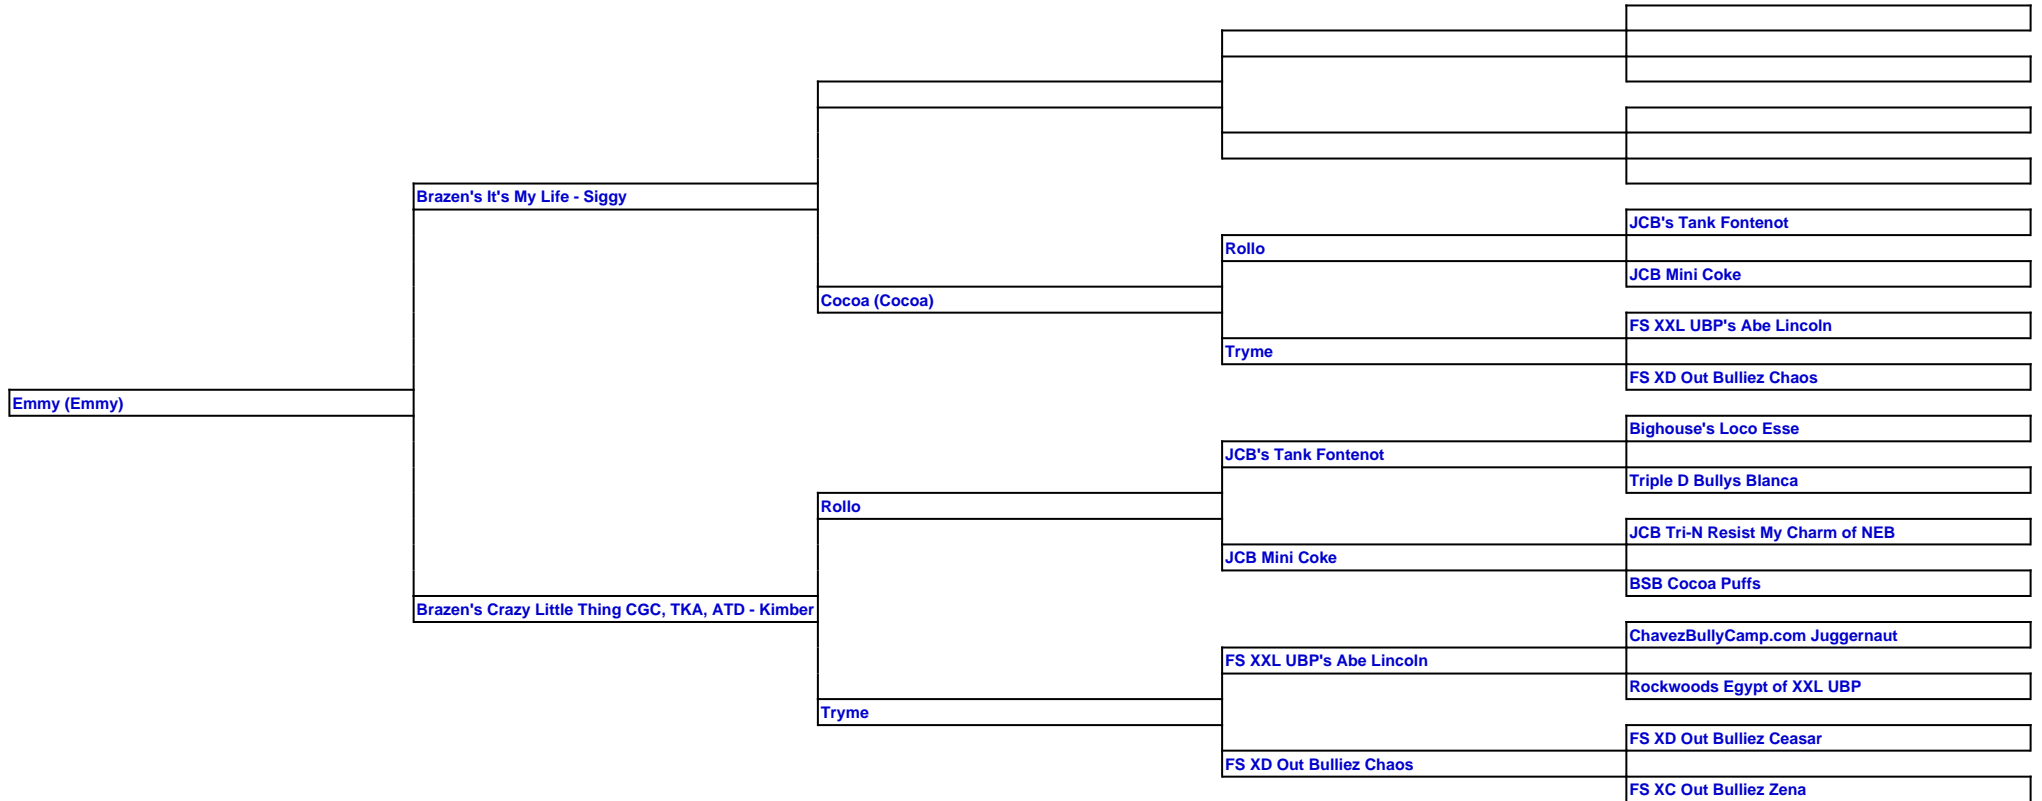 Brazen's It's My Life - Siggy
JCB's Tank Fontenot
Rollo
JCB Mini Coke
Cocoa (Cocoa)
FS XXL UBP's Abe Lincoln
Tryme
FS XD Out Bulliez Chaos
Emmy (Emmy)
Bighouse's Loco Esse
JCB's Tank Fontenot
Triple D Bullys Blanca
Rollo
JCB Tri-N Resist My Charm of NEB
JCB Mini Coke
BSB Cocoa Puffs
Brazen's Crazy Little Thing CGC, TKA, ATD - Kimber
ChavezBullyCamp.com Juggernaut
FS XXL UBP's Abe Lincoln
Rockwoods Egypt of XXL UBP
Tryme
FS XD Out Bulliez Ceasar
FS XD Out Bulliez Chaos
FS XC Out Bulliez Zena